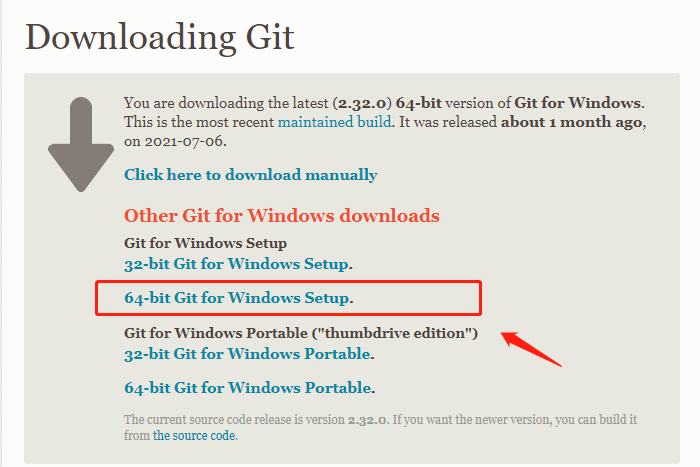 Downloading Git
You are downloading the latest (2.32.0) 64-bit version of Git for Windows.
This is the most recent maintained build. It was released about 1 month ago,
on 2021-07-06.
Click here to download manually
Other Git for Windows downloads
Git for Windows Setup
32-bit Git for Windows Setup.
64-bit Git for Windows Setup.
Git for Windows Portable ("thumbdrive edition")
32-bit Git for Windows Portable.
64-bit Git for Windows Portable.
The current source code release is version 2.32.0. If you want the newer version, you can build it
from the source code.